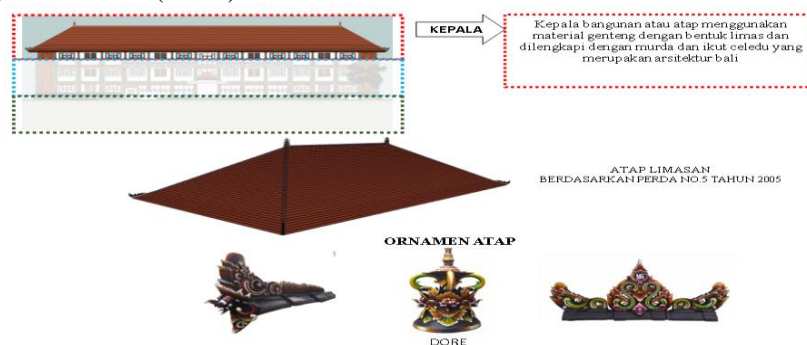 KEPALA
Kepala bangunan atau atap menggunakan
material genteng dengan bentuk limas dan
dilengkapi dengan murda dan ikut celedu yang
merupakan arsitektur bali
ATAP LIMASAN
BERDASARKAN PERDA NO.5 TAHUN 2005
ORNAMEN ATAP
DORE